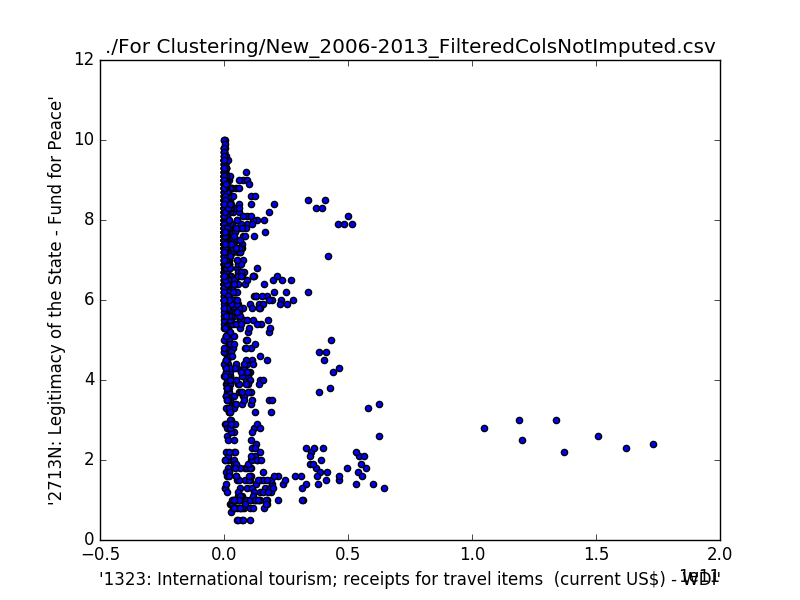 ./For Clustering/New_2006-2013_FilteredColsNotImputed.csv
12
10
8
6
4
2
0
'2713N: Legitimacy of the State - Fund for Peace'
−0.5 0.0 0.5 1.0 1.5 2.0
1e11
'1323: International tourism; receipts for travel items  (current US$) - WDI'